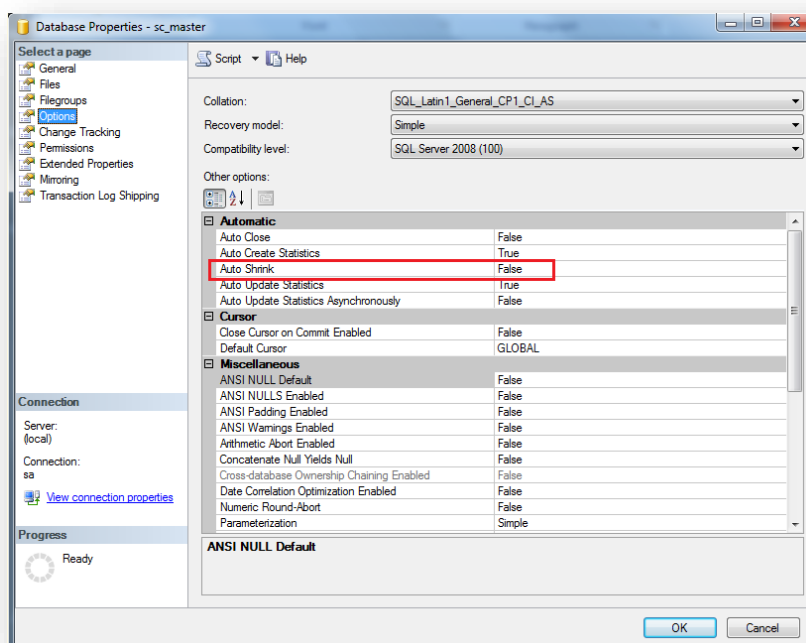 Database Properties - sc_master
Select a page
General
Files
Filegroups
Options
Change Tracking
Permissions
Extended Properties
Mirroring
Transaction Log Shipping
Connection
Server:
(local)
Connection:
sa
View connection properties
Progress
Ready
Script Help
Collation: SQL_Latin1_General_CP1_CI_AS
Recovery model: Simple
Compatibility level: SQL Server 2008 (100)
Other options:
Automatic
Auto Close False
Auto Create Statistics True
Auto Shrink False
Auto Update Statistics True
Auto Update Statistics Asynchronously False
Cursor
Close Cursor on Commit Enabled False
Default Cursor GLOBAL
Miscellaneous
ANSI NULL Default False
ANSI NULLS Enabled False
ANSI Padding Enabled False
ANSI Warnings Enabled False
Arithmetic Abort Enabled False
Concatenate Null Yields Null False
Cross-database Ownership Chaining Enabled False
Date Correlation Optimization Enabled False
Numeric Round-Abort False
Parameterization Simple
ANSI NULL Default
OK Cancel